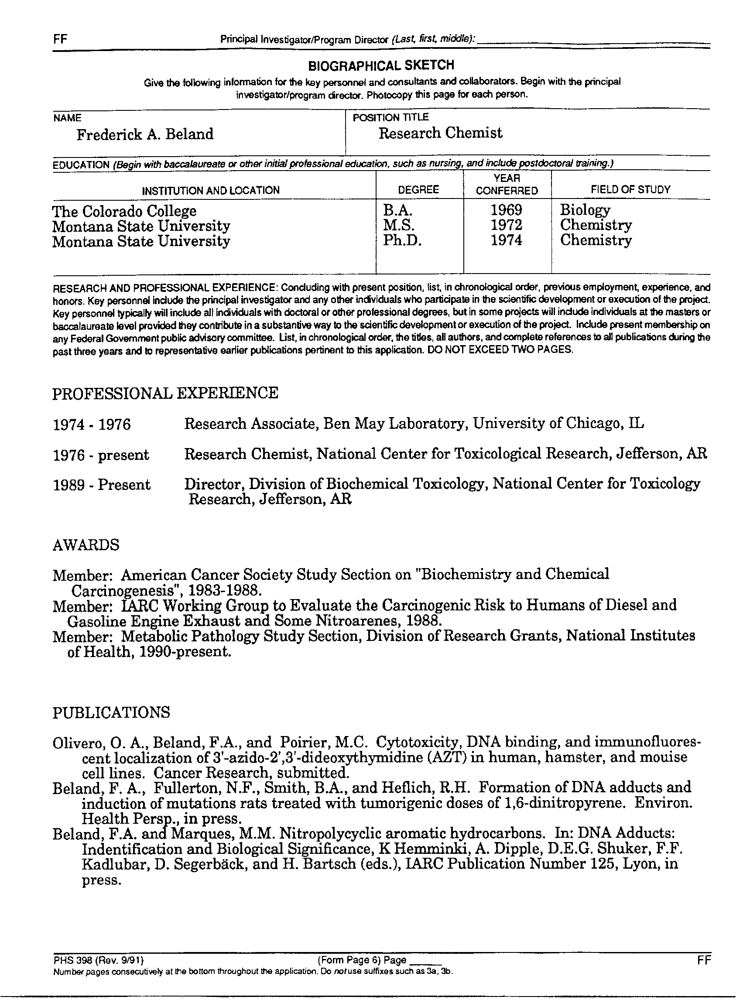 FF Principal Investigator/Program Director (Last, first, middle):
BIOGRAPHICAL SKETCH
Give the following information for the key personnel and consultants and collaborators. Begin with the principal
investigator/program director. Photocopy this page for each person.
NAME POSITION TITLE
Frederick A. Beland Research Chemist
EDUCATION (Begin with baccalaureate or other initial professional education, such as nursing, and include postdoctoral training.)
INSTITUTION AND LOCATION DEGREE YEAR CONFERRED FIELD OF STUDY
The Colorado College B.A. 1969 Biology
Montana State University M.S. 1972 Chemistry
Montana State University Ph.D. 1974 Chemistry
RESEARCH AND PROFESSIONAL EXPERIENCE: Concluding with present position, list, in chronological order, previous employment, experience, and
honors. Key personnel include the principal investigator and any other individuals who participate in the scientific development or execution of the project.
Key personnel typically will include all individuals with doctoral or other professional degrees, but in some projects will include individuals at the masters or
baccalaureate level provided they contribute in a substantive way to the scientific development or execution of the project. Include present membership on
any Federal Government public advisory committee. List, in chronological order, the titles, all authors, and complete references to all publications during the
past three years and to representative earlier publications pertinent to this application. DO NOT EXCEED TWO PAGES.
PROFESSIONAL EXPERIENCE
1974 - 1976 Research Associate, Ben May Laboratory, University of Chicago, IL
1976 - present Research Chemist, National Center for Toxicological Research, Jefferson, AR
1989 - Present Director, Division of Biochemical Toxicology, National Center for Toxicology
Research, Jefferson, AR
AWARDS
Member: American Cancer Society Study Section on "Biochemistry and Chemical
Carcinogenesis", 1983-1988.
Member: IARC Working Group to Evaluate the Carcinogenic Risk to Humans of Diesel and
Gasoline Engine Exhaust and Some Nitroarenes, 1988.
Member: Metabolic Pathology Study Section, Division of Research Grants, National Institutes
of Health, 1990-present.
PUBLICATIONS
Olivero, O. A., Beland, F.A., and Poirier, M.C. Cytotoxicity, DNA binding, and immunofluores-
cent localization of 3'-azido-2',3'-dideoxythymidine (AZT) in human, hamster, and mouise
cell lines. Cancer Research, submitted.
Beland, F. A., Fullerton, N.F., Smith, B.A., and Heflich, R.H. Formation of DNA adducts and
induction of mutations rats treated with tumorigenic doses of 1,6-dinitropyrene. Environ.
Health Persp., in press.
Beland, F.A. and Marques, M.M. Nitropolycyclic aromatic hydrocarbons. In: DNA Adducts:
Indentification and Biological Significance, K Hemminki, A. Dipple, D.E.G. Shuker, F.F.
Kadlubar, D. Segerbäck, and H. Bartsch (eds.), IARC Publication Number 125, Lyon, in
press.
PHS 398 (Rev. 9/91) (Form Page 6) Page FF
Number pages consecutively at the bottom throughout the application. Do not use suffixes such as 3a, 3b.